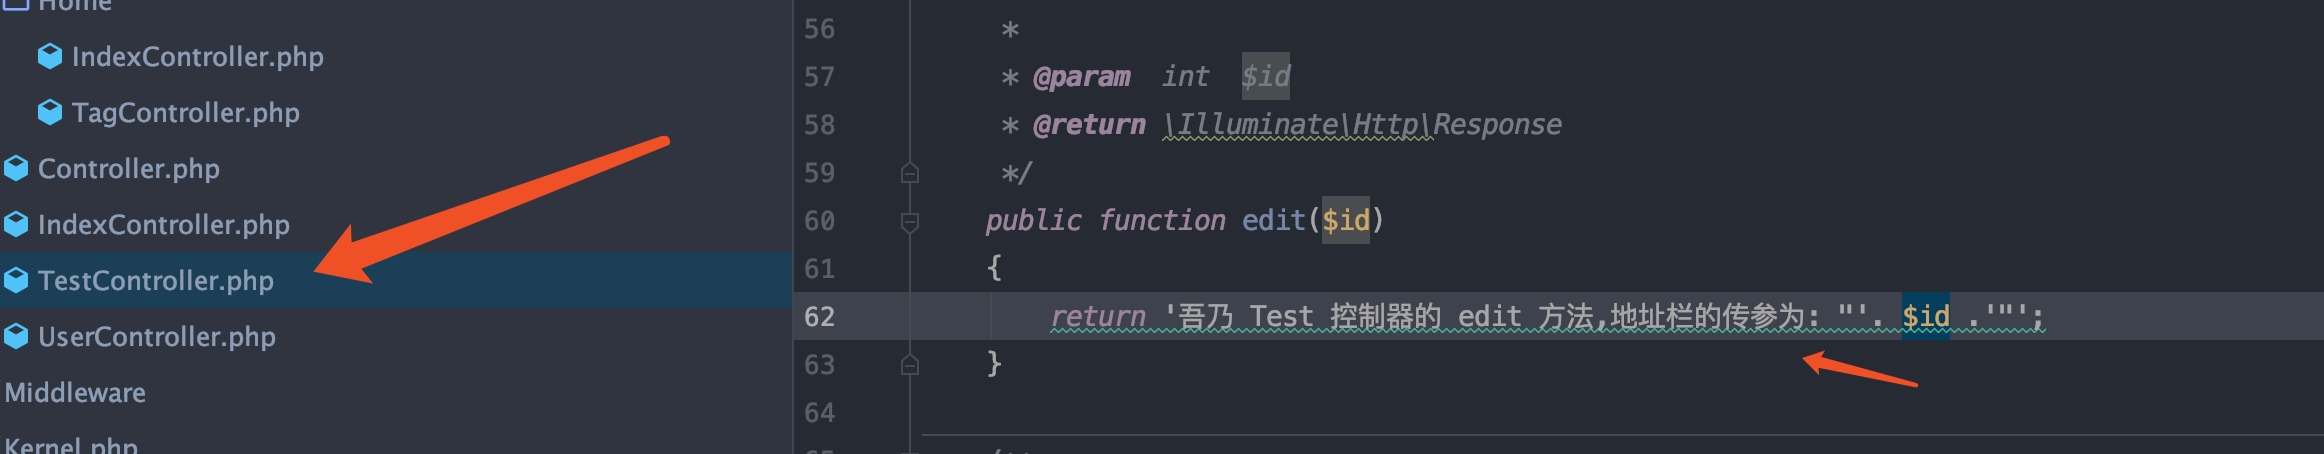 Home
IndexController.php
TagController.php
Controller.php
IndexController.php
TestController.php
UserController.php
Middleware
Kernel.php
56 *
57 * @param int $id
58 * @return \Illuminate\Http\Response
59 */
60 public function edit($id)
61 {
62 return '吾乃 Test 控制器的 edit 方法,地址栏的传参为: "'. $id .'"';
63 }
64
65 /**